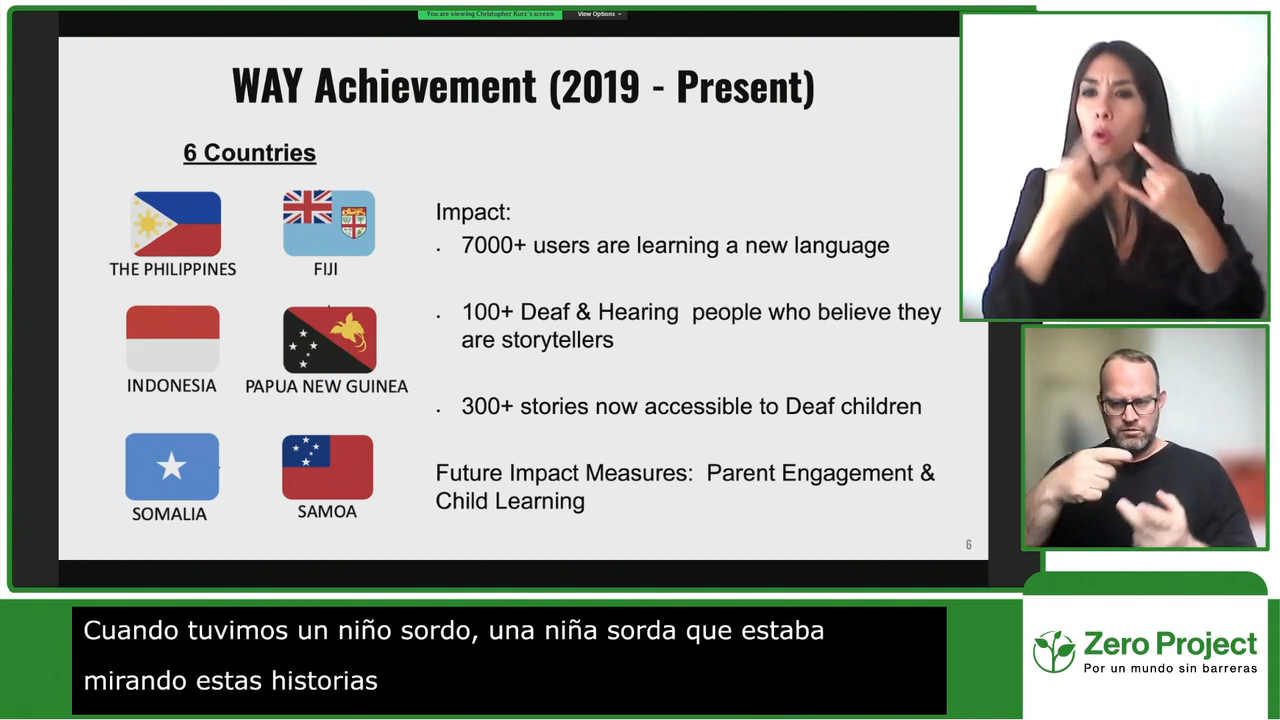 You are viewing Christopher Kurz's screen
View Options
WAY Achievement (2019 - Present)
6 Countries
THE PHILIPPINES
FIJI
INDONESIA
PAPUA NEW GUINEA
SOMALIA
SAMOA
Impact:
7000+ users are learning a new language
100+ Deaf & Hearing people who believe they
are storytellers
300+ stories now accessible to Deaf children
Future Impact Measures: Parent Engagement &
Child Learning
6
Cuando tuvimos un niño sordo, una niña sorda que estaba
mirando estas historias
Zero Project
Por un mundo sin barreras